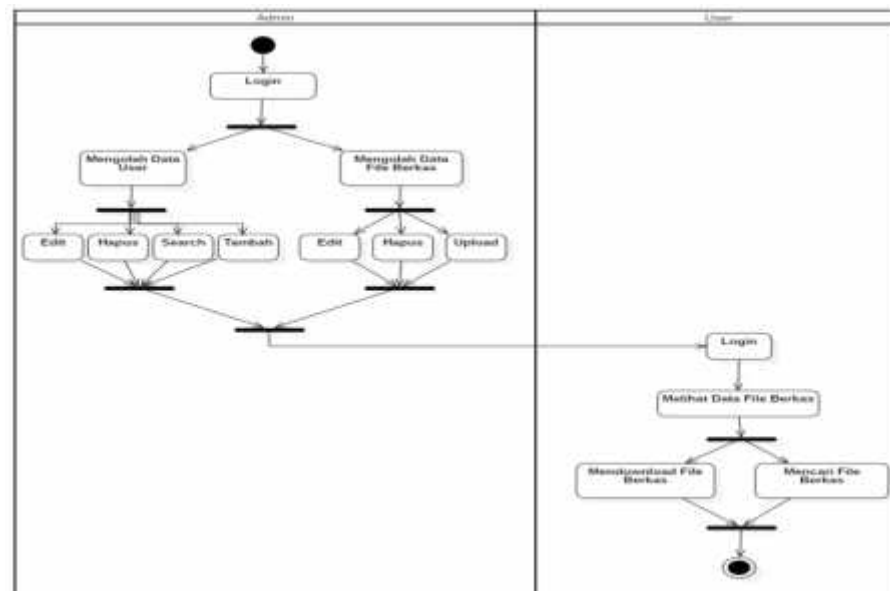 Admin
User
Login
Mengolah Data
User
Mengolah Data
File Berkas
Edit
Hapus
Search
Tambah
Edit
Hapus
Upload
Login
Melihat Data File Berkas
Mendownload File
Berkas
Mencari File
Berkas